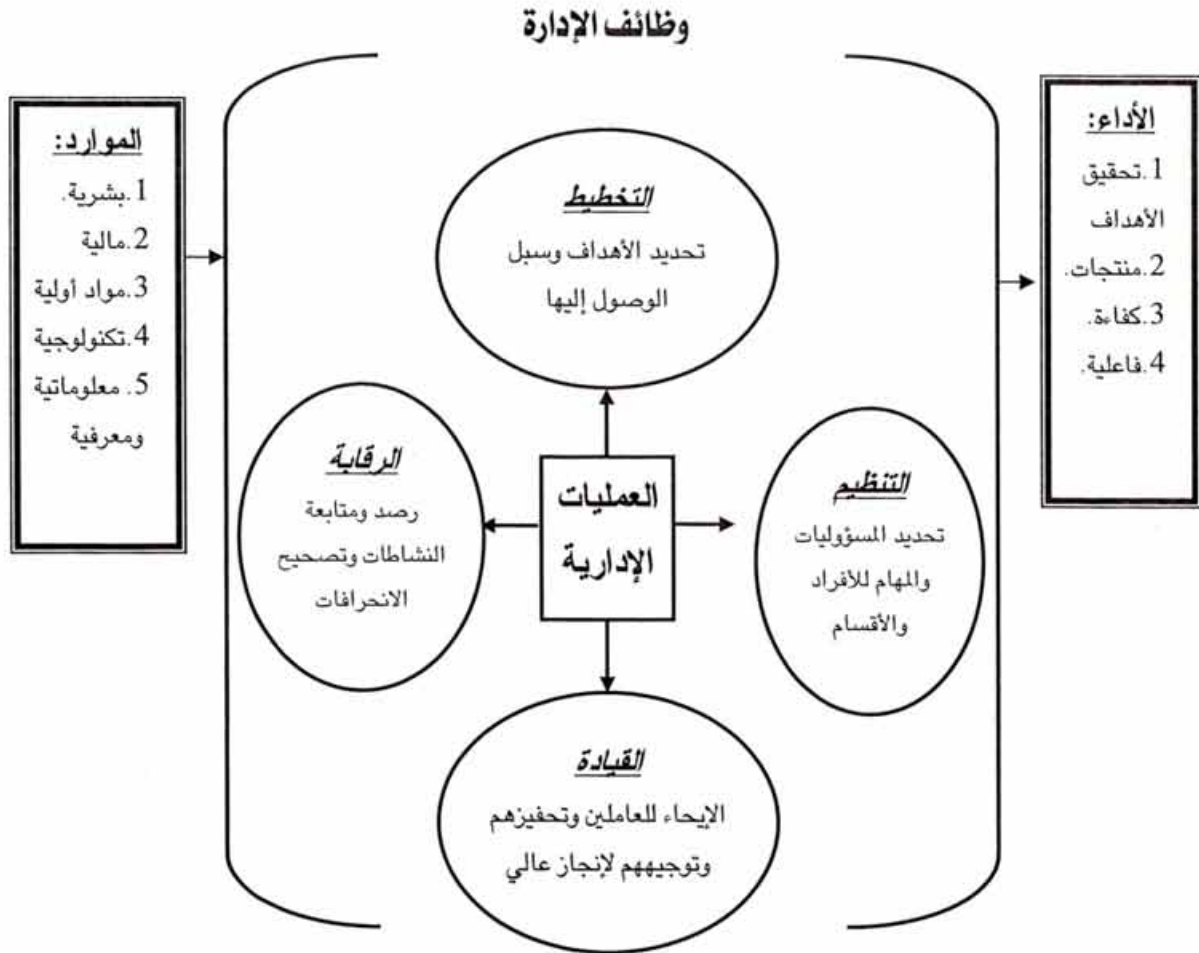 وظائف الإدارة
الأداء:
1.تحقيق
الأهداف
2.منتجات.
3.كفاءة.
4.فاعلية.
الموارد:
1.بشرية.
2.مالية
3.مواد أولية
4.تكنولوجية
5. معلوماتية
ومعرفية
التخطيط
تحديد الأهداف وسبل
الوصول إليها
التنظيم
تحديد المسؤوليات
والمهام للأفراد
والأقسام
العمليات
الإدارية
الرقابة
رصد ومتابعة
النشاطات وتصحيح
الانحرافات
القيادة
الإيحاء للعاملين وتحفيزهم
وتوجيههم لإنجاز عالي